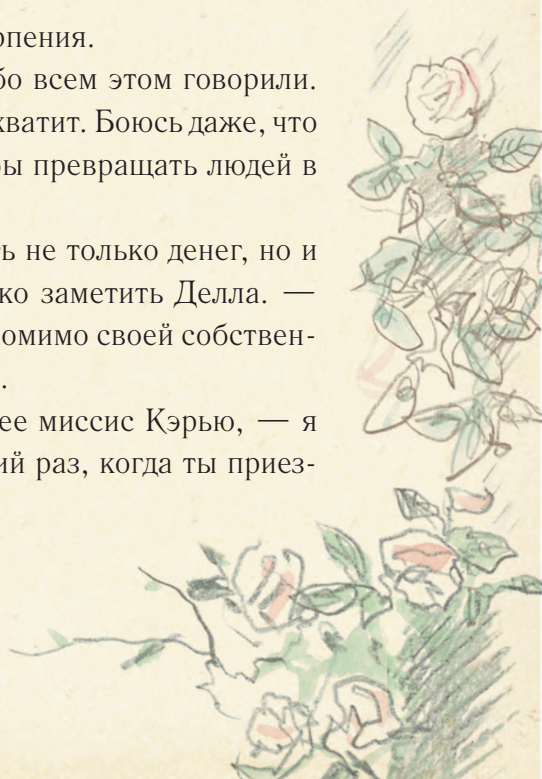 рпения.
бо всем этом говорили.
хватит. Боюсь даже, что
ы превращать людей в
ь не только денег, но и
ко заметить Делла. —
омимо своей собствен-
.
ее миссис Кэрью, — я
ий раз, когда ты приез-